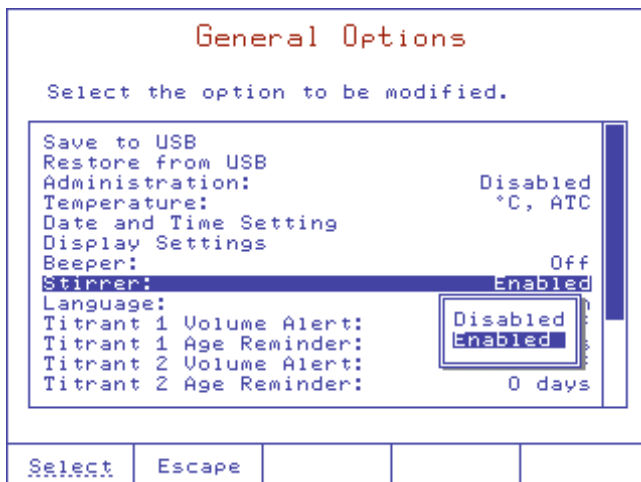 General Options
Select the option to be modified.
Save to USB
Restore from USB
Administration: Disabled
Temperature: °C, ATC
Date and Time Setting
Display Settings
Beeper: Off
Stirrer: Enabled
Language:
Titrant 1 Volume Alert:
Titrant 1 Age Reminder:
Titrant 2 Volume Alert:
Titrant 2 Age Reminder: 0 days
Disabled
Enabled
Select Escape